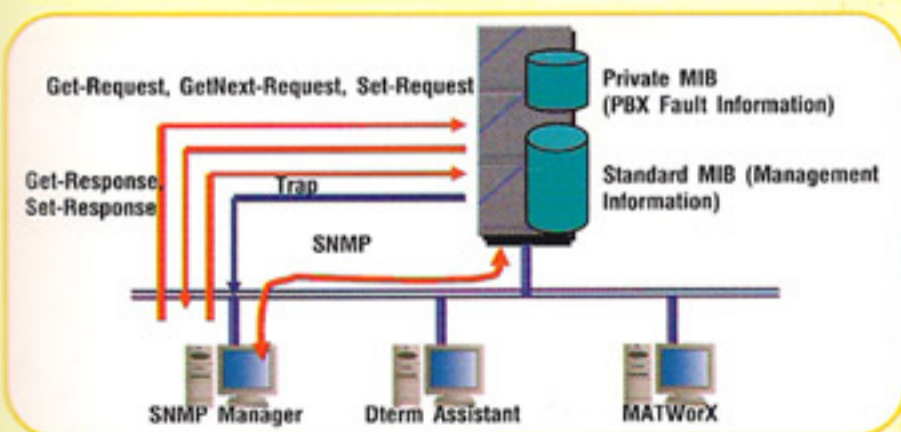 Get-Request, GetNext-Request, Set-Request
Private MIB
(PBX Fault Information)
Get-Response,
Set-Response
Trap
Standard MIB (Management
Information)
SNMP
SNMP Manager
Dterm Assistant
MATWorX